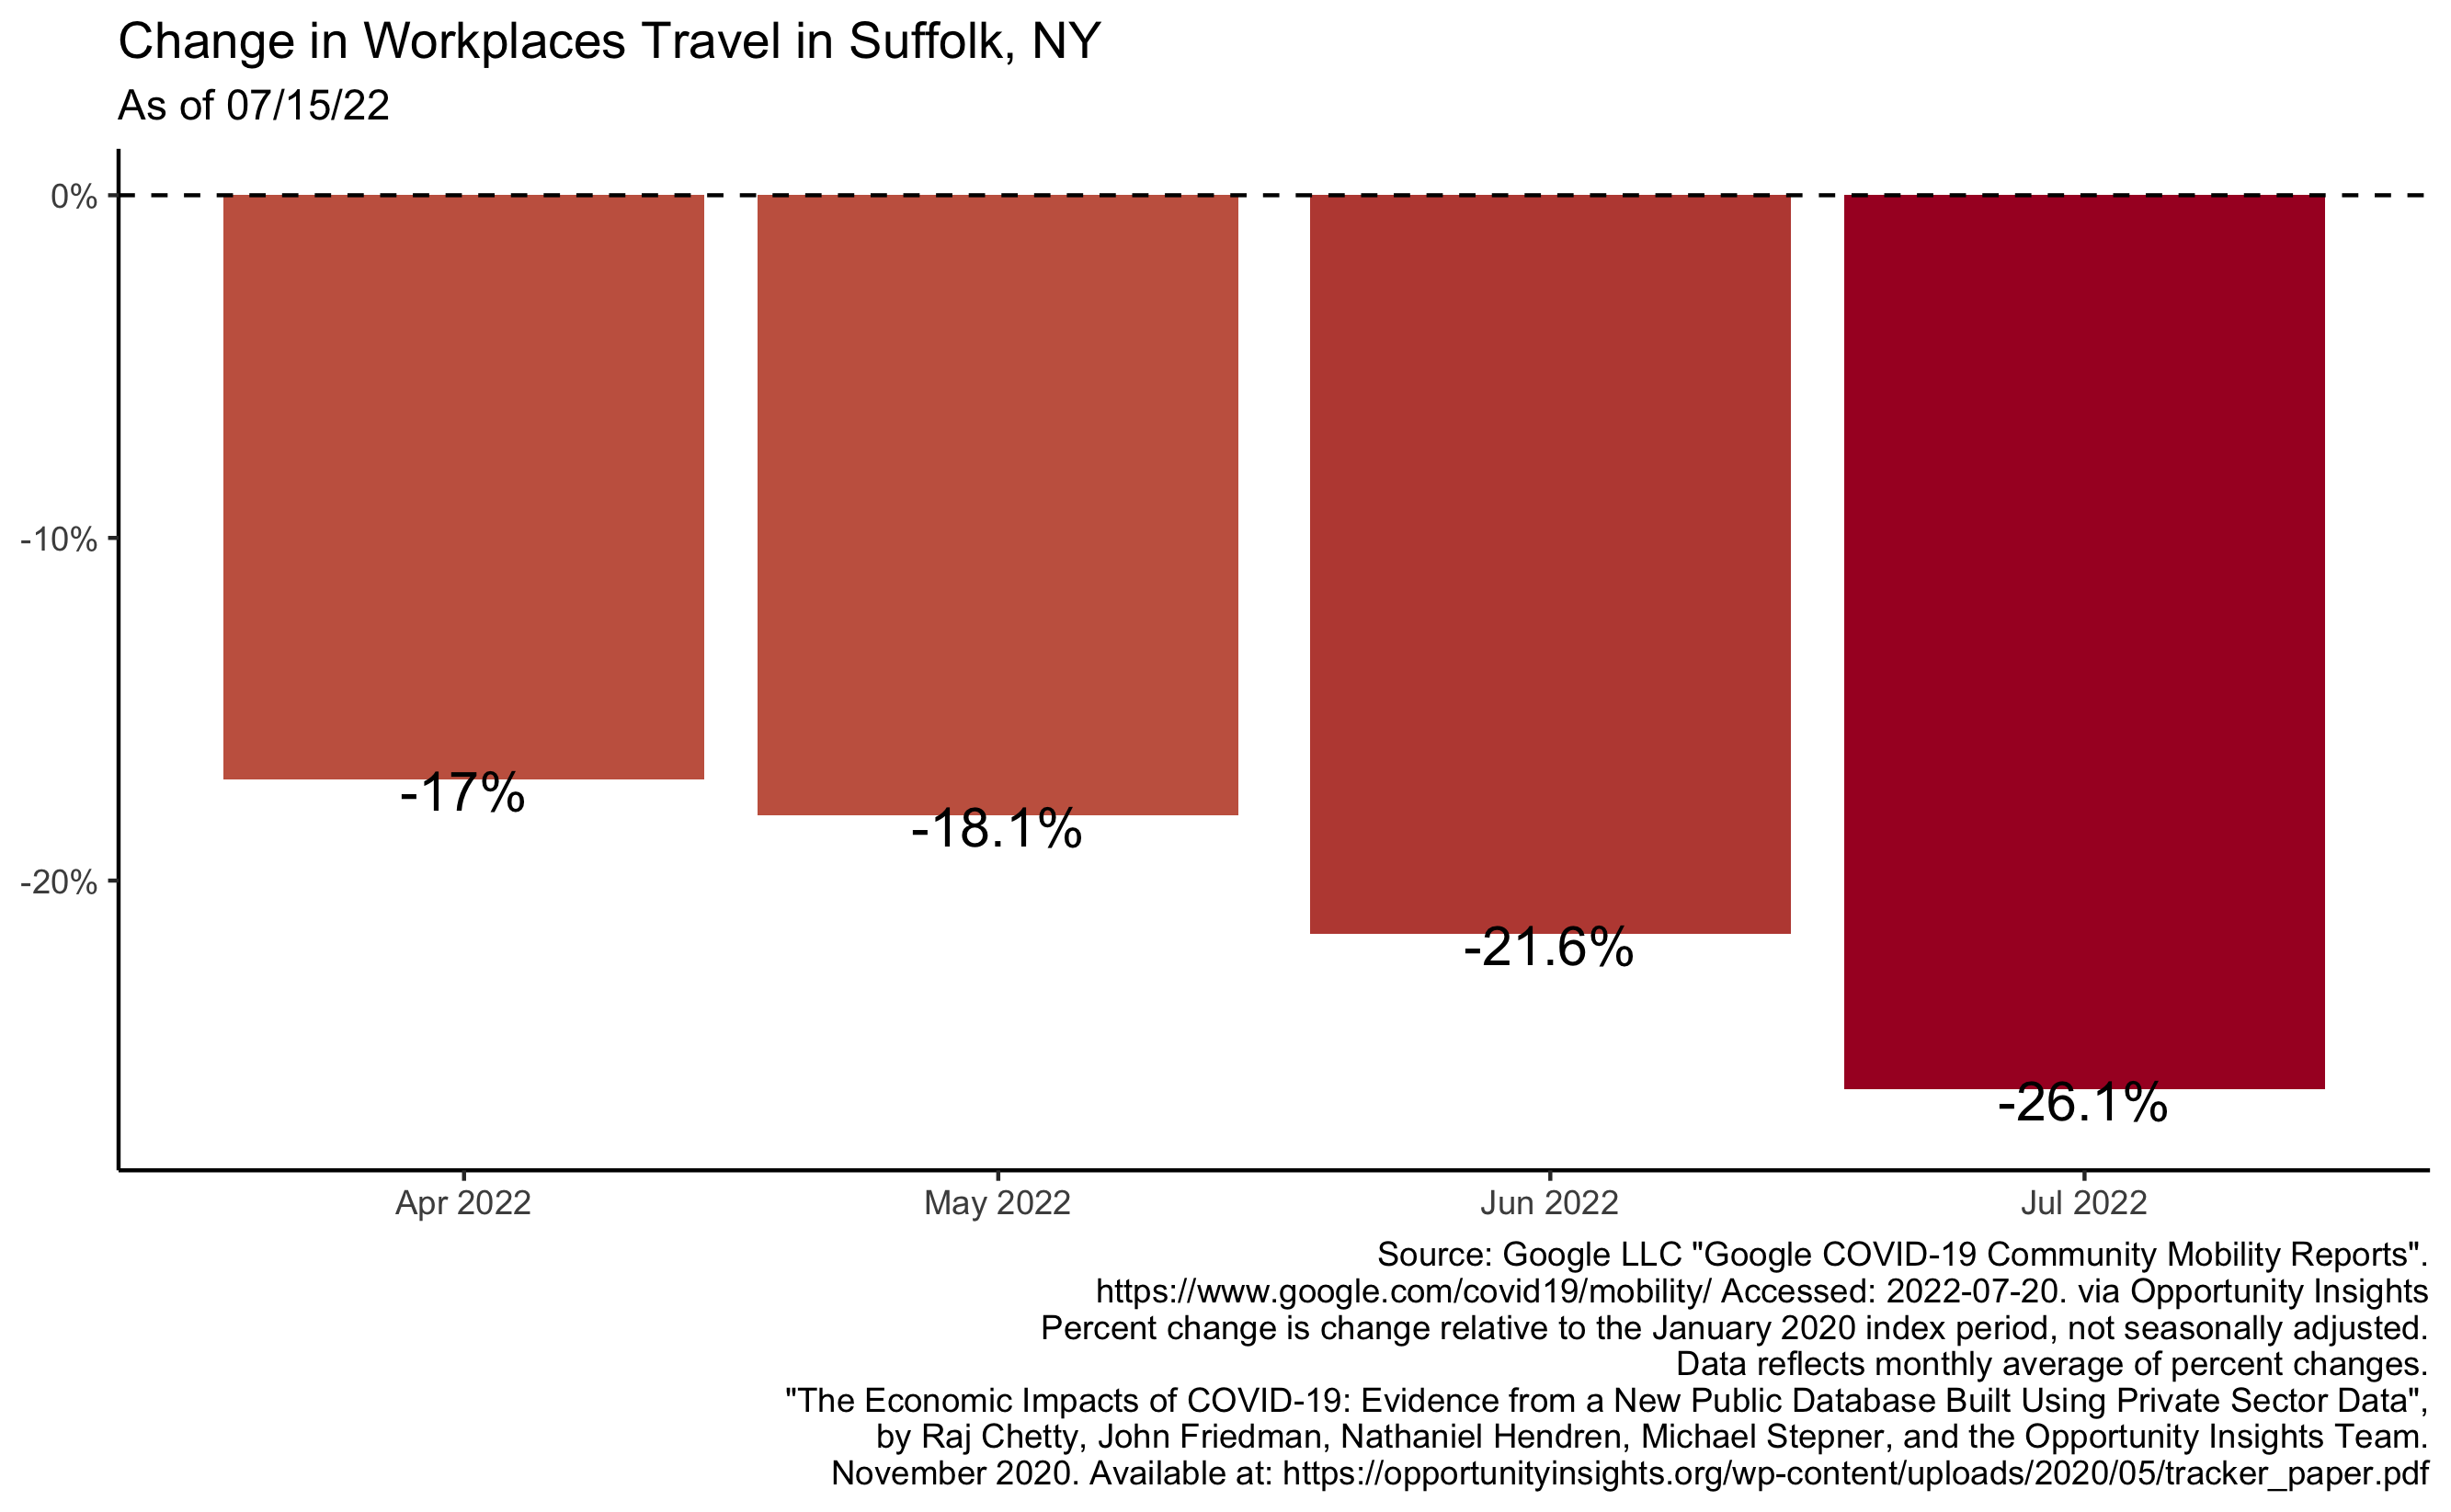 Change in Workplaces Travel in Suffolk, NY
As of 07/15/22
0%
-10%
-20%
-17%
-18.1%
-21.6%
-26.1%
Apr 2022
May 2022
Jun 2022
Jul 2022
Source: Google LLC "Google COVID-19 Community Mobility Reports".
https://www.google.com/covid19/mobility/ Accessed: 2022-07-20. via Opportunity Insights
Percent change is change relative to the January 2020 index period, not seasonally adjusted.
Data reflects monthly average of percent changes.
"The Economic Impacts of COVID-19: Evidence from a New Public Database Built Using Private Sector Data",
by Raj Chetty, John Friedman, Nathaniel Hendren, Michael Stepner, and the Opportunity Insights Team.
November 2020. Available at: https://opportunityinsights.org/wp-content/uploads/2020/05/tracker_paper.pdf